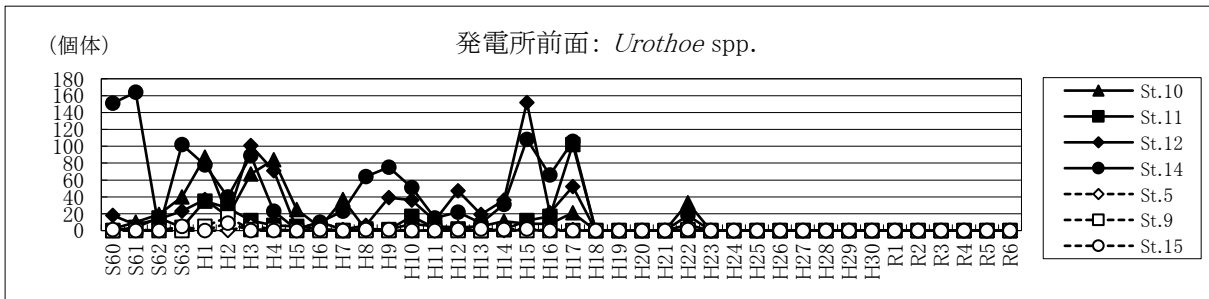 (個体)
発電所前面: Urothoe spp.
180
160
140
120
100
80
60
40
20
0
S60
S61
S62
S63
H1
H2
H3
H4
H5
H6
H7
H8
H9
H10
H11
H12
H13
H14
H15
H16
H17
H18
H19
H20
H21
H22
H23
H24
H25
H26
H27
H28
H29
H30
R1
R2
R3
R4
R5
R6
St.10
St.11
St.12
St.14
St.5
St.9
St.15